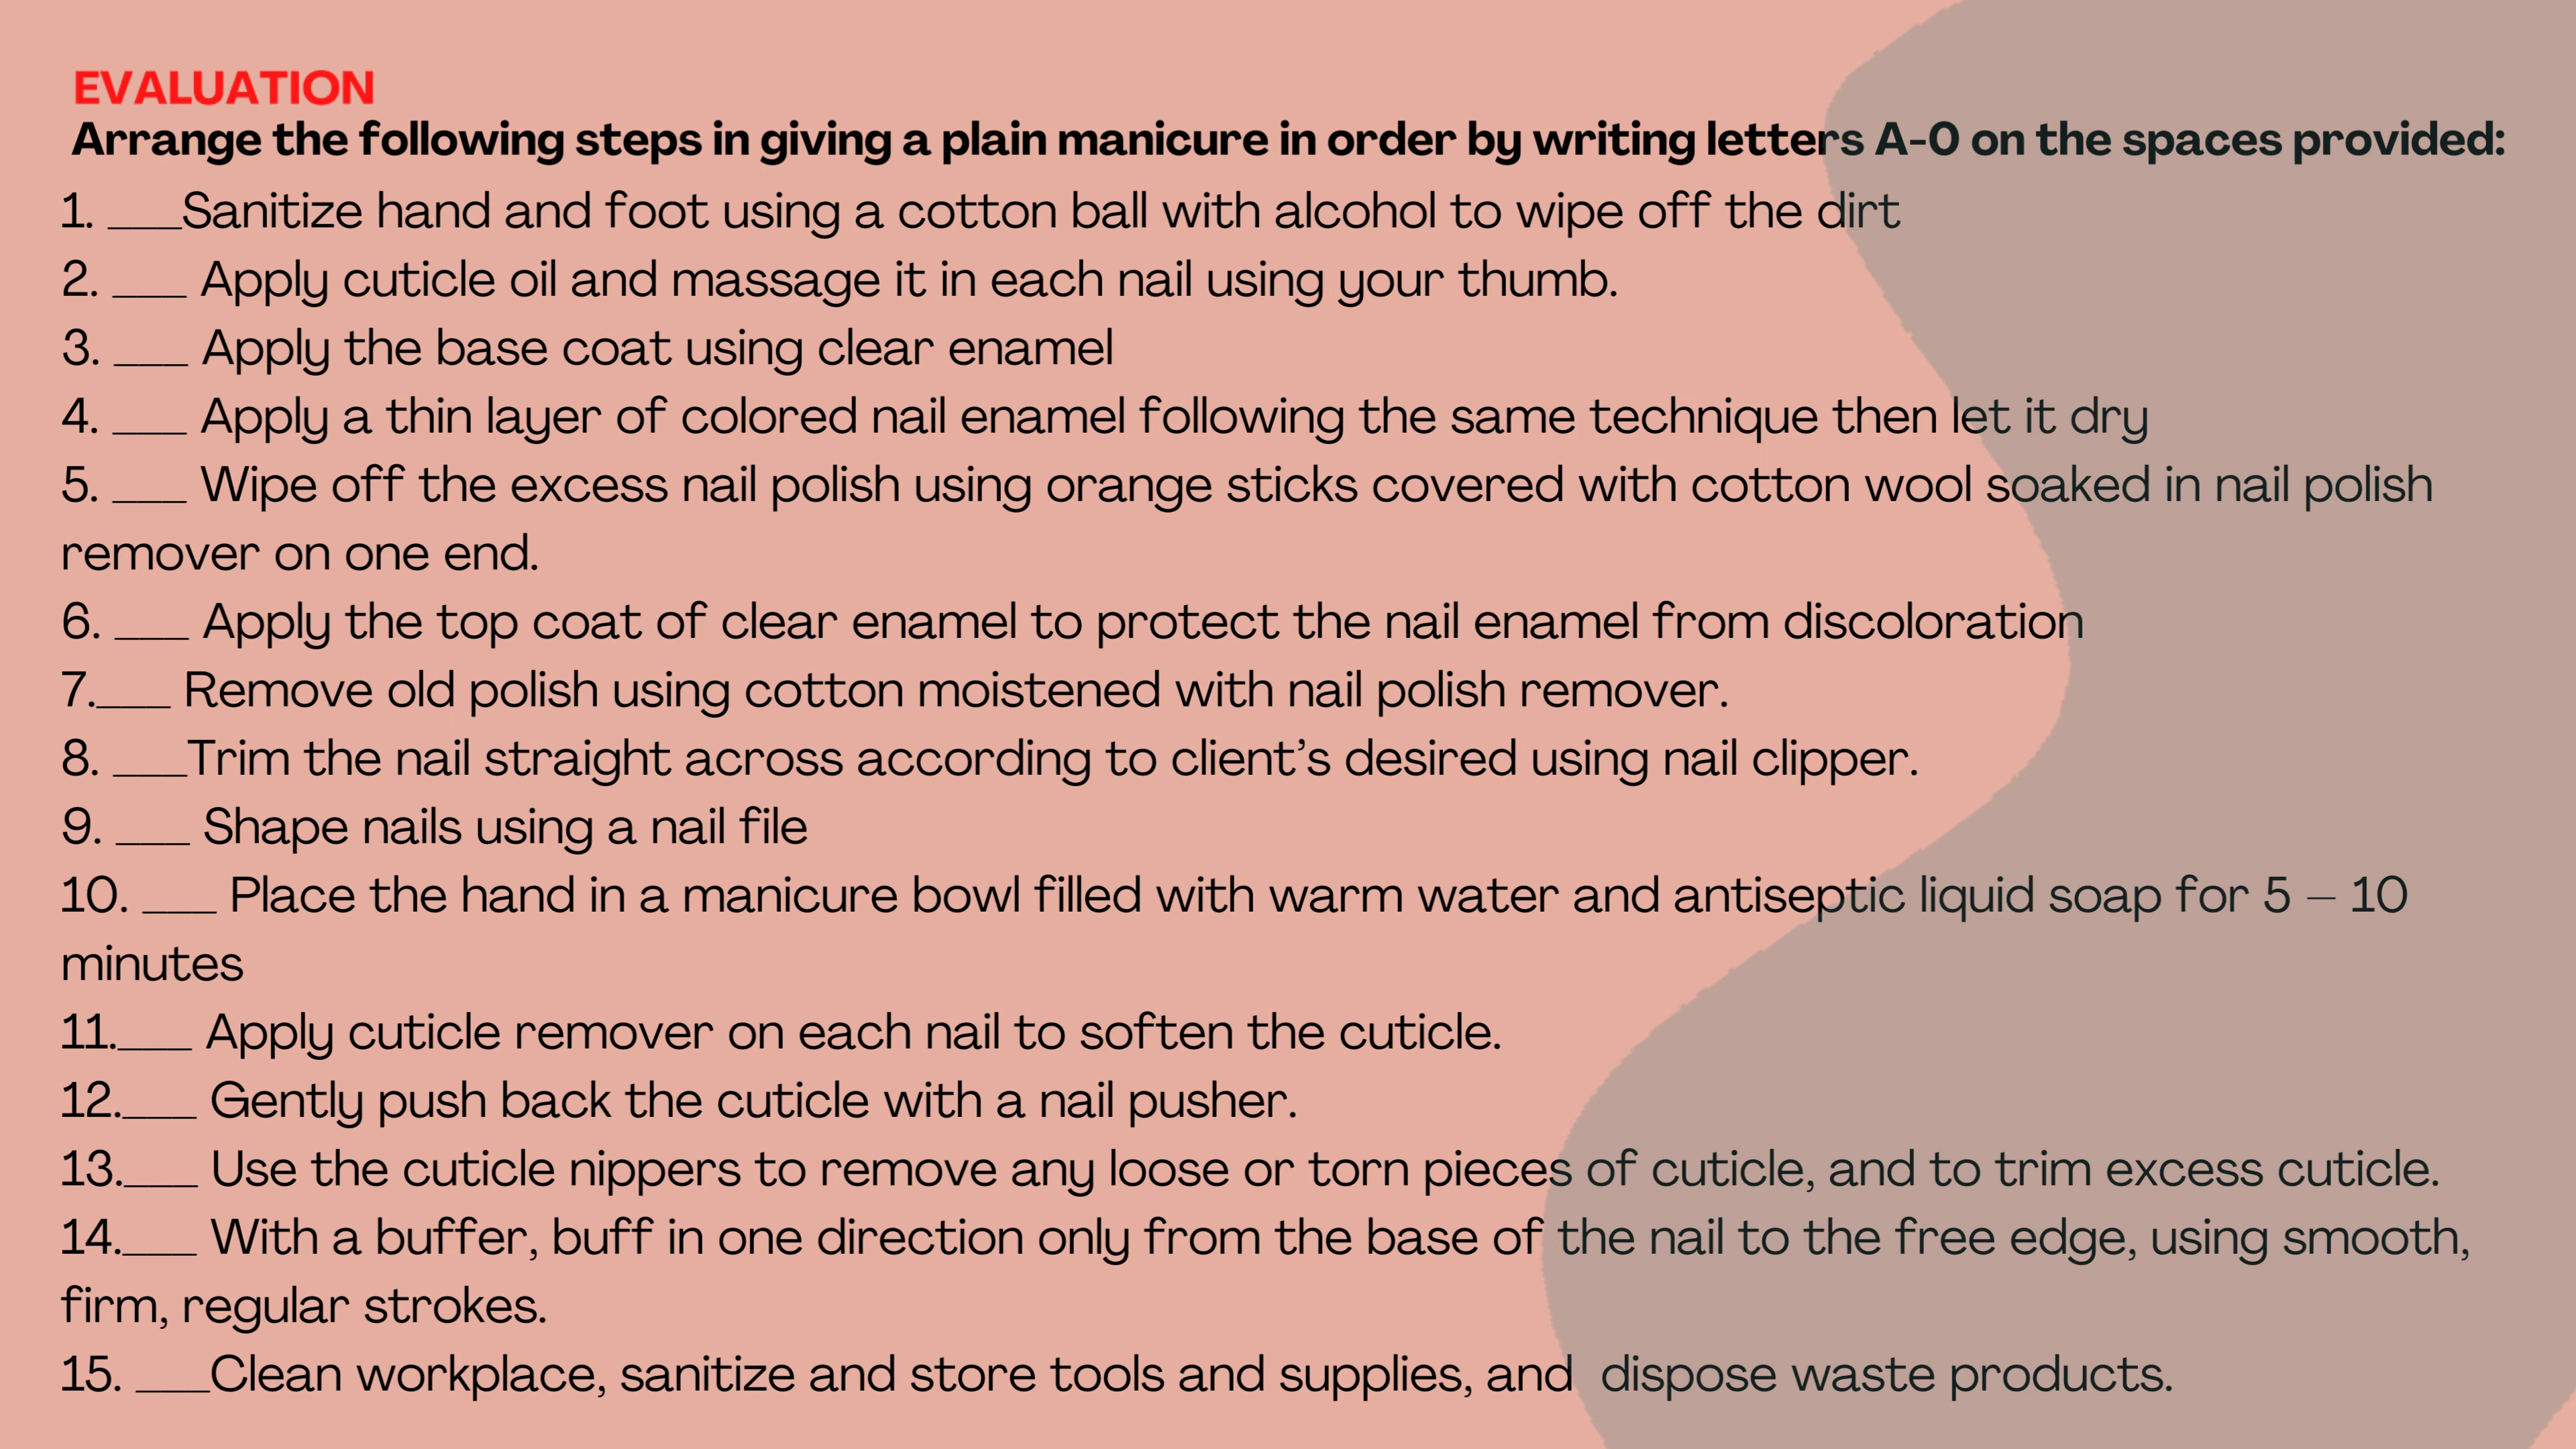 EVALUATION
Arrange the following steps in giving a plain manicure in order by writing letters A-0 on the spaces provided:
1. ___Sanitize hand and foot using a cotton ball with alcohol to wipe off the dirt
2. ___ Apply cuticle oil and massage it in each nail using your thumb.
3. ___ Apply the base coat using clear enamel
4. ___ Apply a thin layer of colored nail enamel following the same technique then let it dry
5. ___ Wipe off the excess nail polish using orange sticks covered with cotton wool soaked in nail polish
remover on one end.
6. ___ Apply the top coat of clear enamel to protect the nail enamel from discoloration
7.___ Remove old polish using cotton moistened with nail polish remover.
8. ___Trim the nail straight across according to client’s desired using nail clipper.
9. ___ Shape nails using a nail file
10. ___ Place the hand in a manicure bowl filled with warm water and antiseptic liquid soap for 5 – 10
minutes
11.___ Apply cuticle remover on each nail to soften the cuticle.
12.___ Gently push back the cuticle with a nail pusher.
13.___ Use the cuticle nippers to remove any loose or torn pieces of cuticle, and to trim excess cuticle.
14.___ With a buffer, buff in one direction only from the base of the nail to the free edge, using smooth,
firm, regular strokes.
15. ___Clean workplace, sanitize and store tools and supplies, and  dispose waste products.